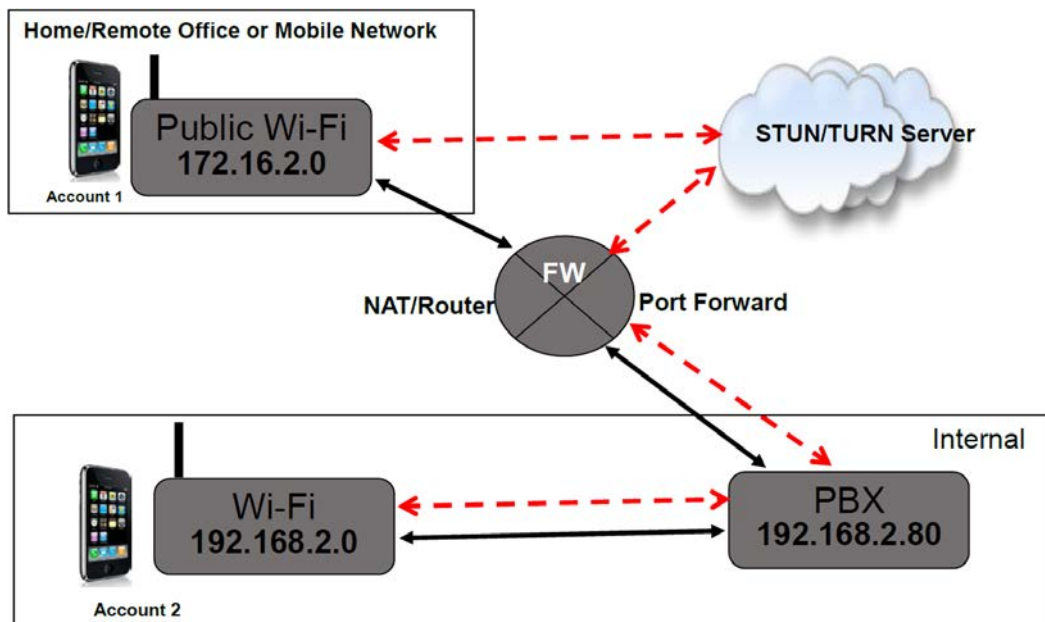 Home/Remote Office or Mobile Network
Public Wi-Fi
172.16.2.0
Account 1
STUN/TURN Server
FW
NAT/Router
Port Forward
Internal
Wi-Fi
192.168.2.0
PBX
192.168.2.80
Account 2